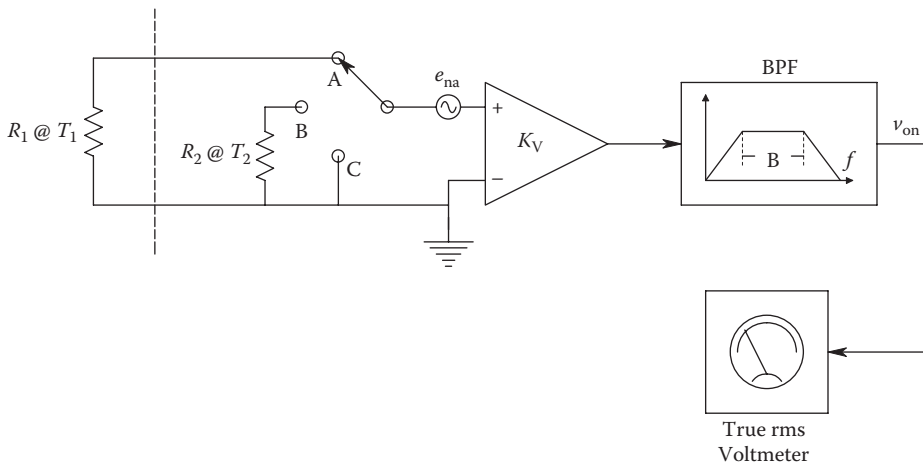 BPF
A
e_na
v_on
+
R_1 @ T_1
B
K_V
R_2 @ T_2
B
f
C
−
True rms
Voltmeter